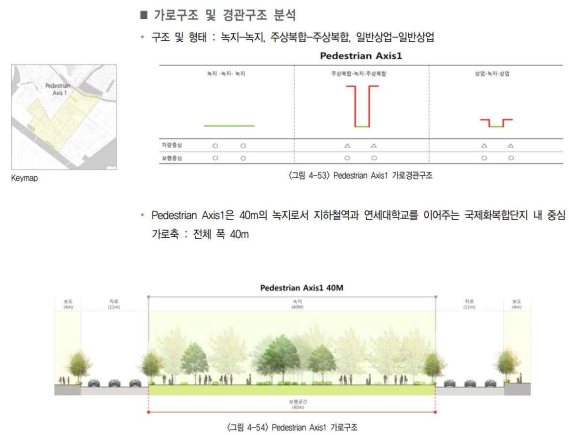 ■ 가로구조 및 경관구조 분석
• 구조 및 형태 : 녹지-녹지, 주상복합-주상복합, 일반상업-일반상업
Pedestrian Axis1
녹지 -녹지- 녹지
주상복합-녹지-주상복합
상업-녹지-상업
차량중심 ○ ○ △ △ △ △
보행중심 ○ ○ ○ ○ ○ ○
Pedestrian
Axis 1
Keymap
〈그림 4-53〉 Pedestrian Axis1 가로경관구조
• Pedestrian Axis1은 40m의 녹지로서 지하철역과 연세대학교를 이어주는 국제화복합단지 내 중심
가로축 : 전체 폭 40m
Pedestrian Axis1 40M
보도
(4m)
차로
(11m)
녹지
(40M)
차로
(11m)
보도
(4m)
보행공간
(40m)
〈그림 4-54〉 Pedestrian Axis1 가로구조